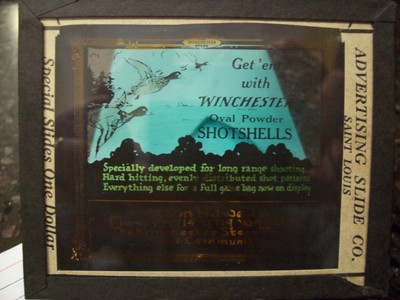 WINCHESTER
Get 'em
with
WINCHESTER
Oval Powder
SHOTSHELLS
Specially developed for long range shooting.
Hard hitting, evenly distributed shot patterns
Everything else for a full game bag now on display
ADVERTISING SLIDE CO.
SAINT LOUIS
Special Slides One Dollar